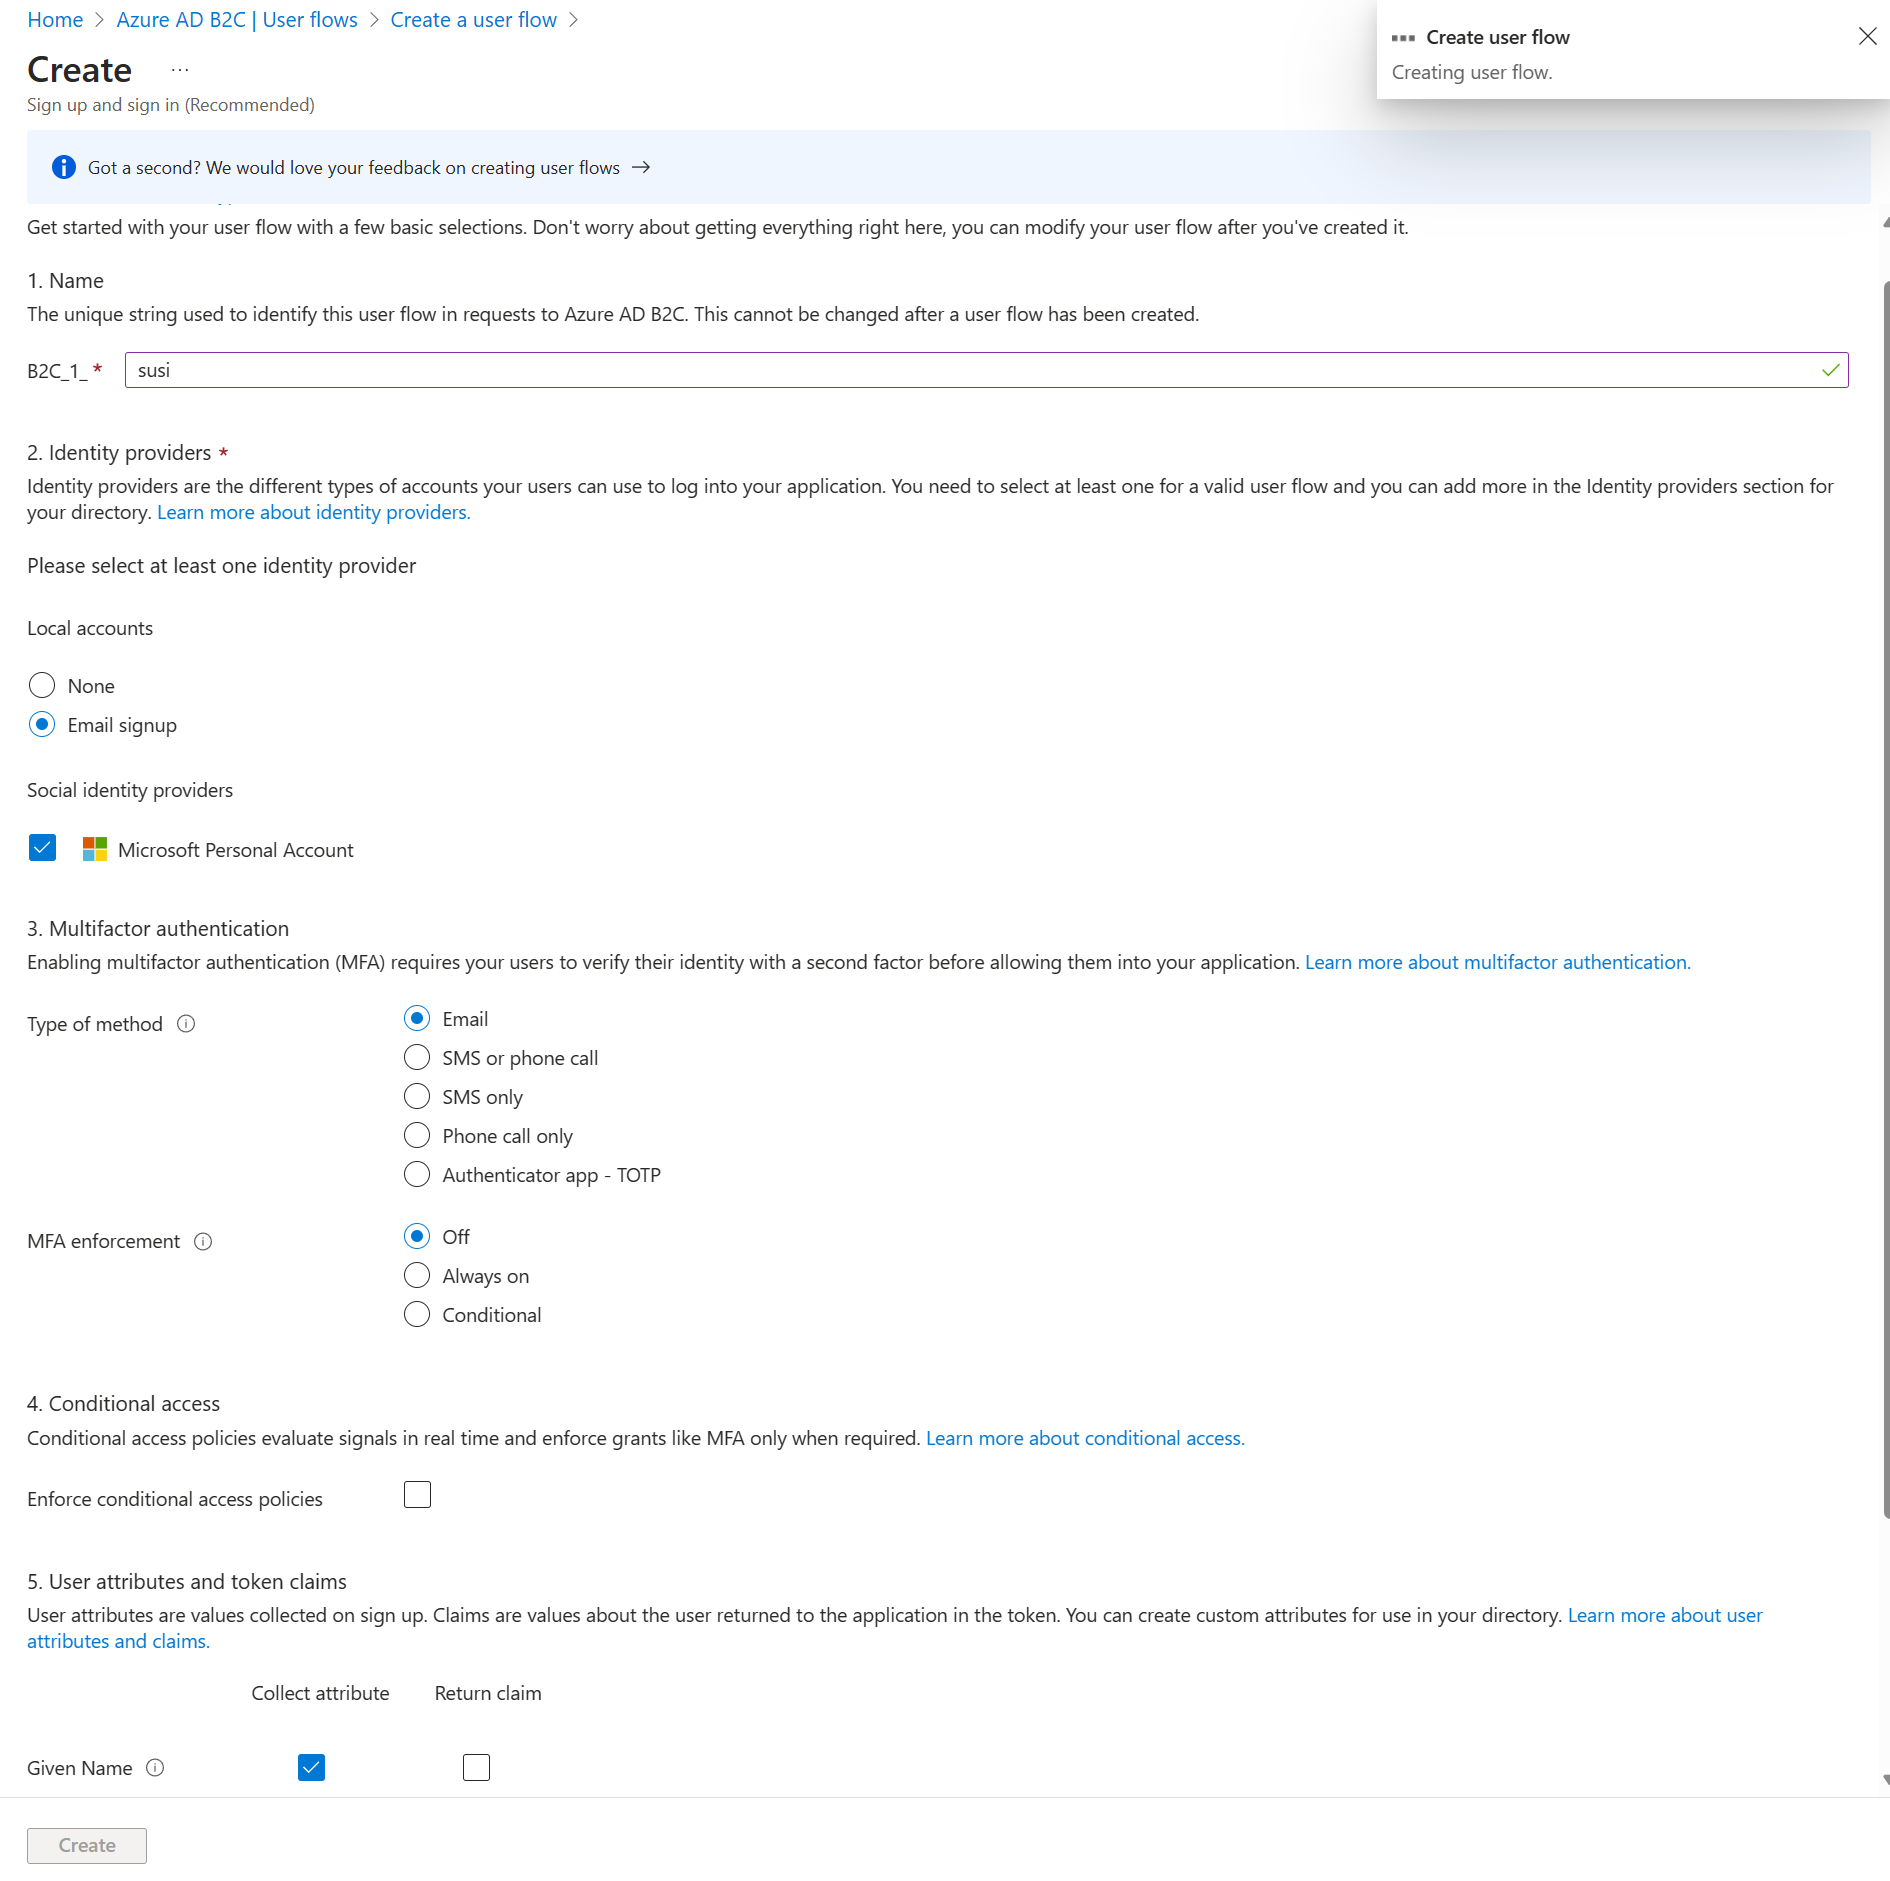 Home > Azure AD B2C | User flows > Create a user flow >
Create ...
Sign up and sign in (Recommended)
Create user flow
Creating user flow.
Got a second? We would love your feedback on creating user flows →
Get started with your user flow with a few basic selections. Don't worry about getting everything right here, you can modify your user flow after you've created it.
1. Name
The unique string used to identify this user flow in requests to Azure AD B2C. This cannot be changed after a user flow has been created.
B2C_1_ * susi
2. Identity providers *
Identity providers are the different types of accounts your users can use to log into your application. You need to select at least one for a valid user flow and you can add more in the Identity providers section for
your directory. Learn more about identity providers.
Please select at least one identity provider
Local accounts
None
Email signup
Social identity providers
Microsoft Personal Account
3. Multifactor authentication
Enabling multifactor authentication (MFA) requires your users to verify their identity with a second factor before allowing them into your application. Learn more about multifactor authentication.
Type of method
Email
SMS or phone call
SMS only
Phone call only
Authenticator app - TOTP
MFA enforcement
Off
Always on
Conditional
4. Conditional access
Conditional access policies evaluate signals in real time and enforce grants like MFA only when required. Learn more about conditional access.
Enforce conditional access policies
5. User attributes and token claims
User attributes are values collected on sign up. Claims are values about the user returned to the application in the token. You can create custom attributes for use in your directory. Learn more about user
attributes and claims.
Collect attribute Return claim
Given Name
Create